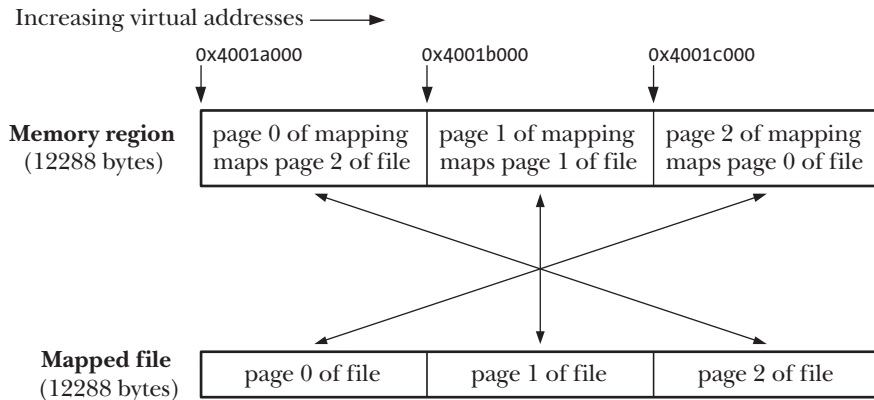 Increasing virtual addresses
0x4001a000 0x4001b000 0x4001c000
Memory region
(12288 bytes)
page 0 of mapping
maps page 2 of file
page 1 of mapping
maps page 1 of file
page 2 of mapping
maps page 0 of file
Mapped file
(12288 bytes)
page 0 of file
page 1 of file
page 2 of file